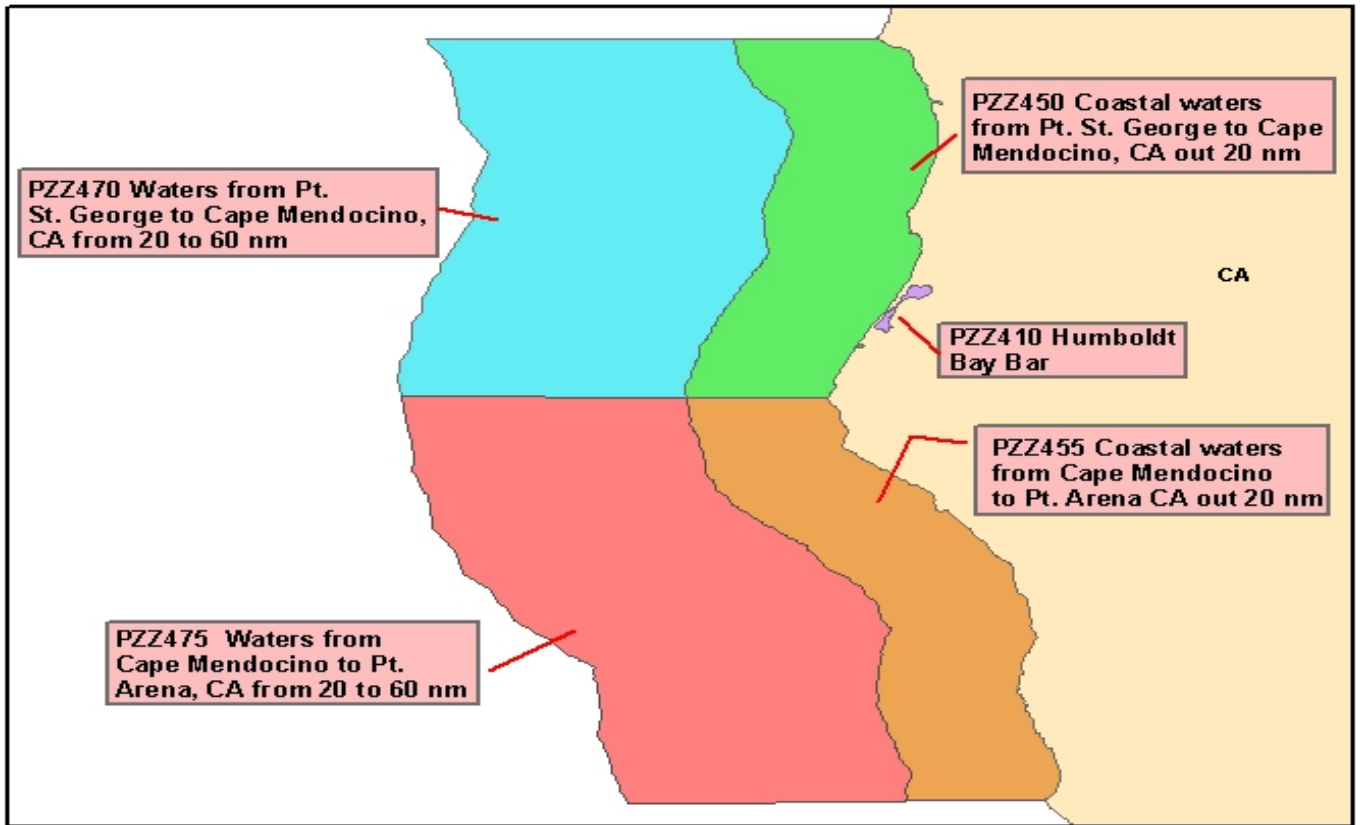 PZZ450 Coastal waters
from Pt. St. George to Cape
Mendocino, CA out 20 nm
PZZ470 Waters from Pt.
St. George to Cape Mendocino,
CA from 20 to 60 nm
CA
PZZ410 Humboldt
Bay Bar
PZZ455 Coastal waters
from Cape Mendocino
to Pt. Arena CA out 20 nm
PZZ475 Waters from
Cape Mendocino to Pt.
Arena, CA from 20 to 60 nm